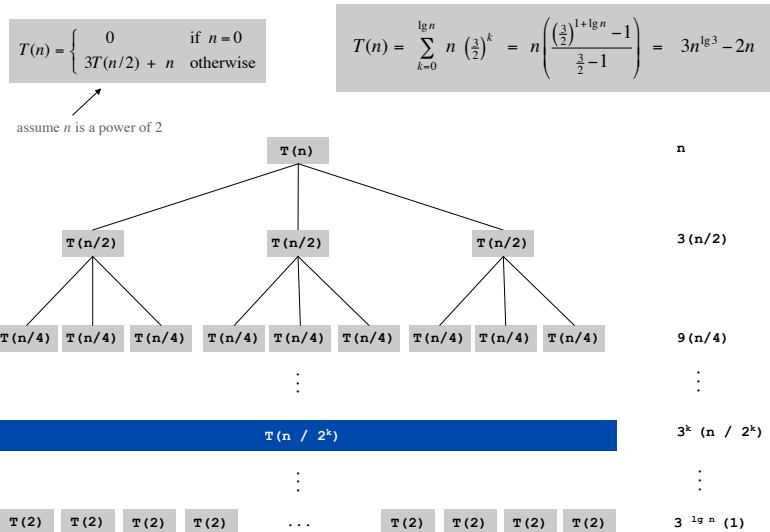 T(n) = { 0 if n = 0
3T(n/2) + n otherwise
T(n) = \sum_{k=0}^{lg n} n (3/2)^k = n ( ((3/2)^{1+lg n} − 1) / (3/2 − 1) ) = 3n^{lg 3} − 2n
assume n is a power of 2
T(n) n
T(n/2) T(n/2) T(n/2) 3(n/2)
T(n/4) T(n/4) T(n/4) T(n/4) T(n/4) T(n/4) T(n/4) T(n/4) T(n/4) 9(n/4)
⋮ ⋮
T(n / 2^k) 3^k (n / 2^k)
⋮ ⋮
T(2) T(2) T(2) T(2) ... T(2) T(2) T(2) T(2) 3^{lg n} (1)